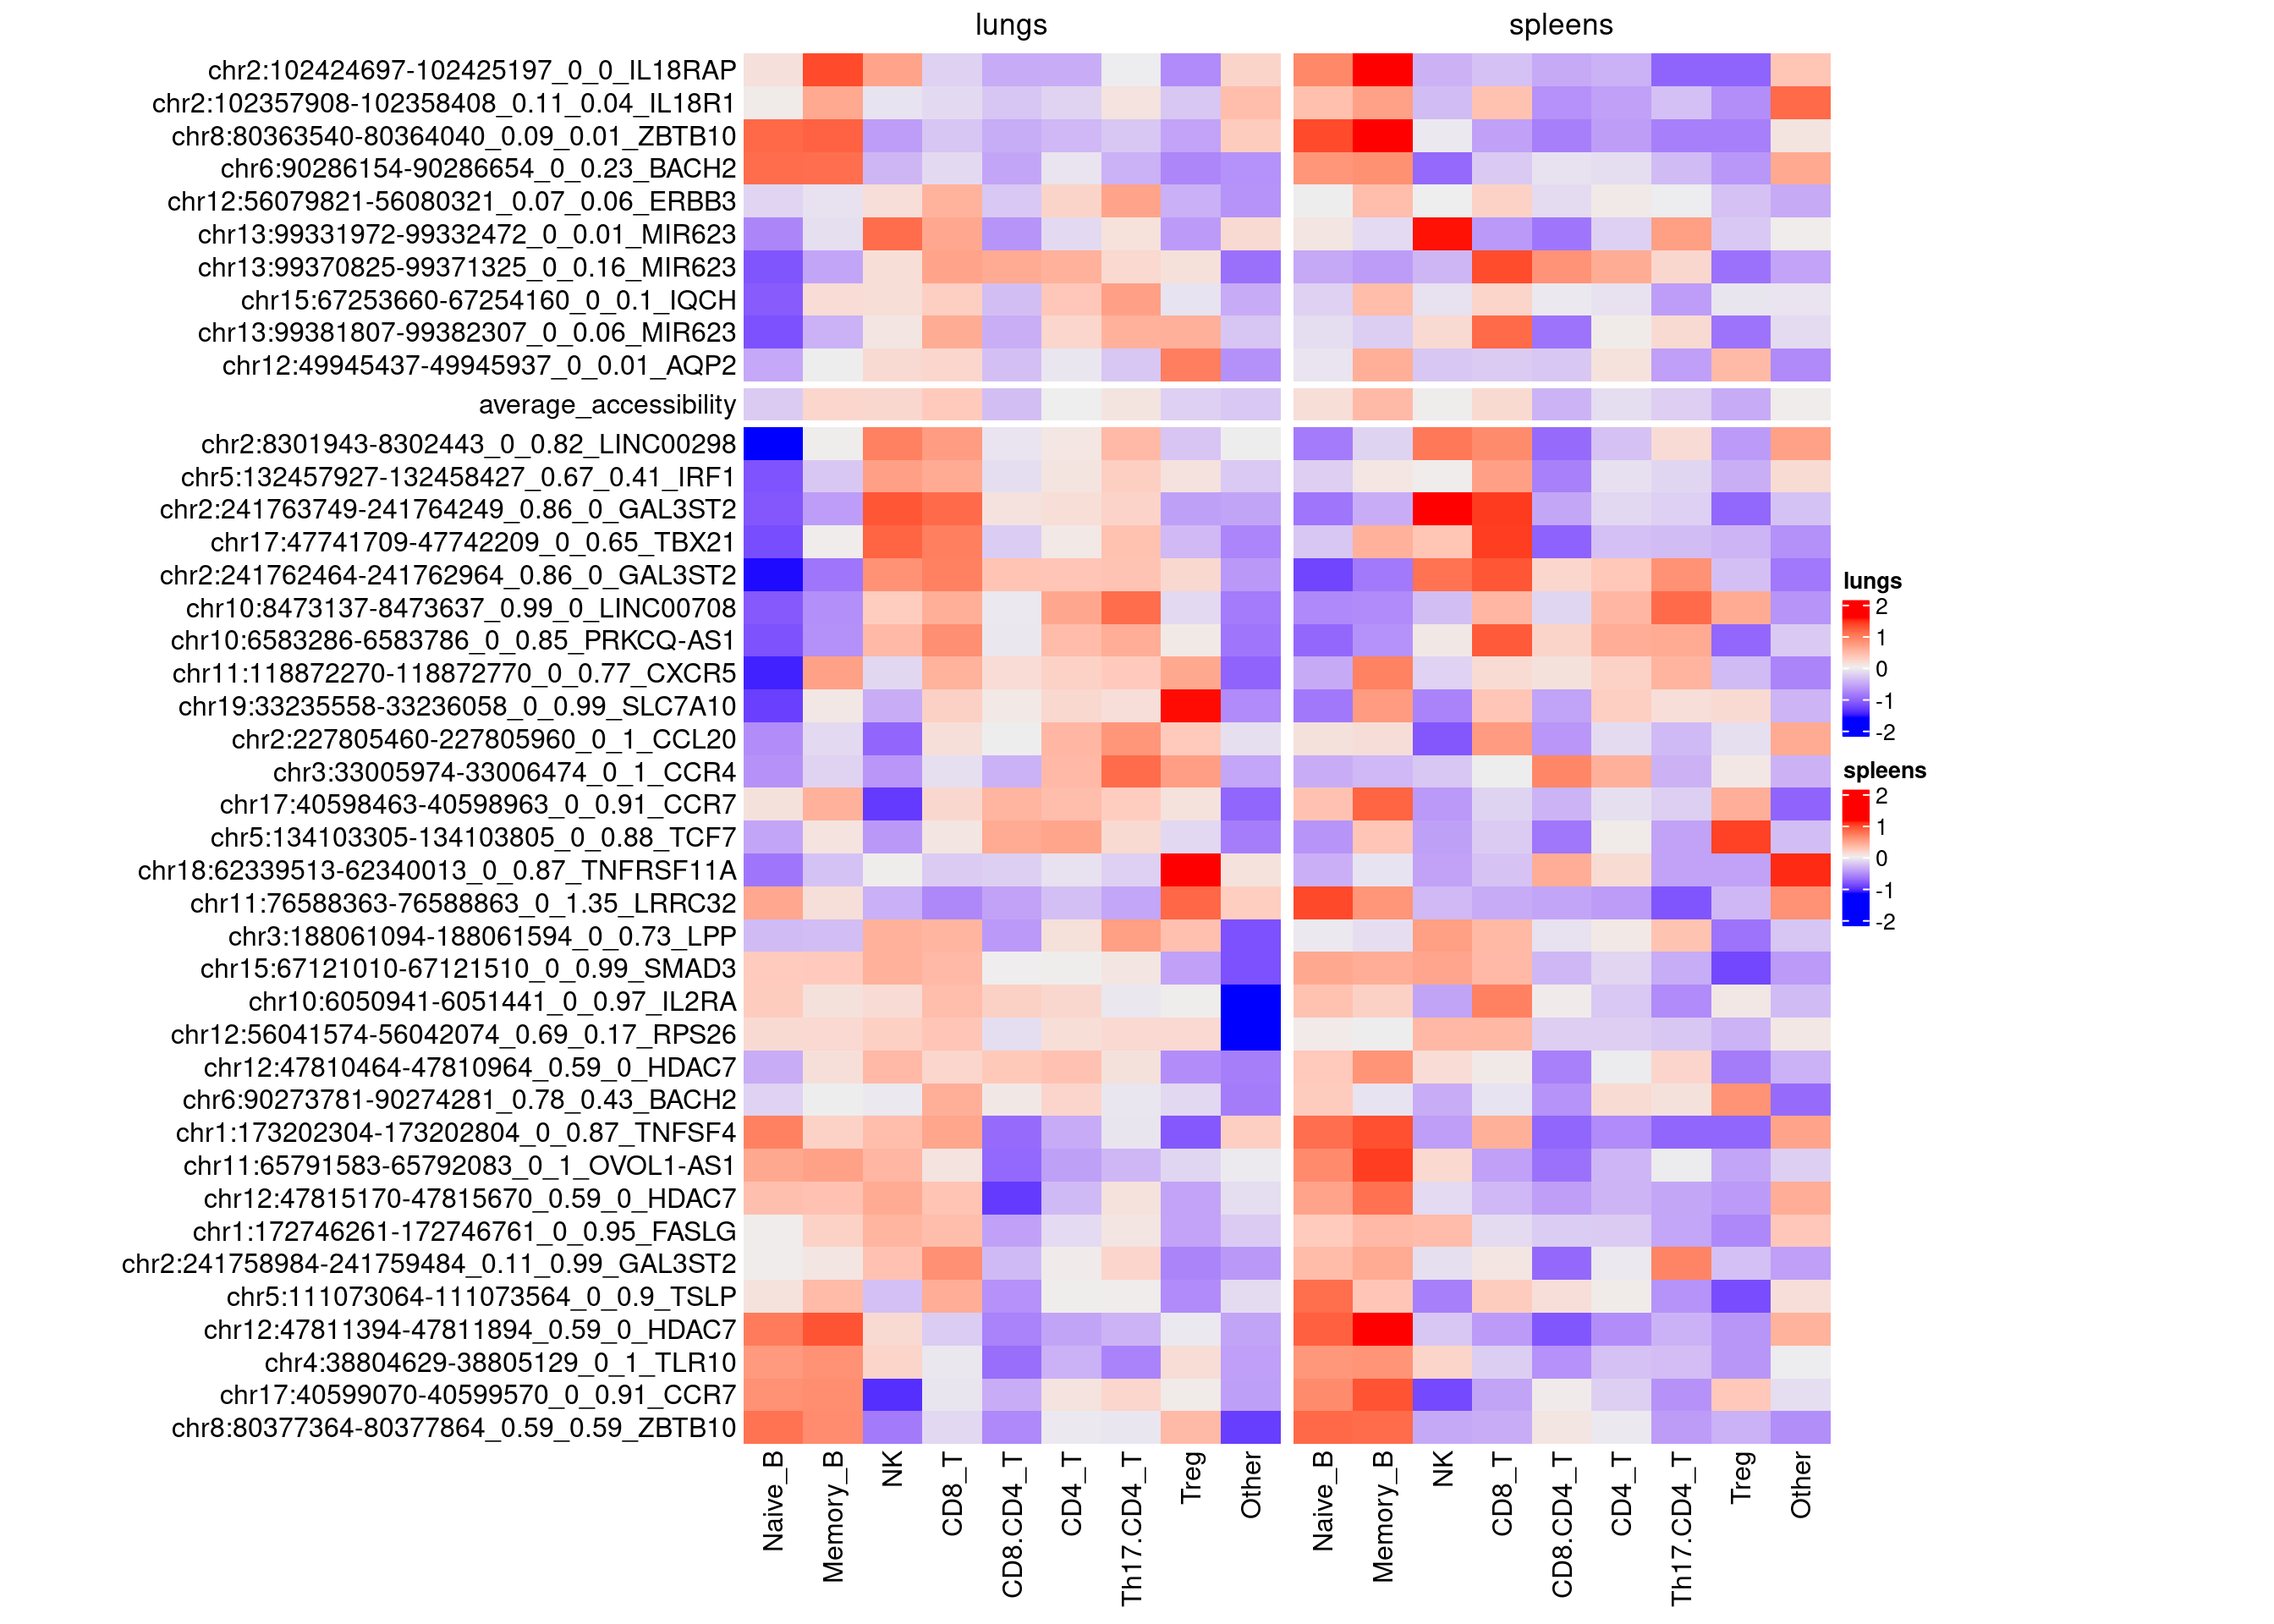 lungs
spleens
chr2:102424697-102425197_0_0_IL18RAP
chr2:102357908-102358408_0.11_0.04_IL18R1
chr8:80363540-80364040_0.09_0.01_ZBTB10
chr6:90286154-90286654_0_0.23_BACH2
chr12:56079821-56080321_0.07_0.06_ERBB3
chr13:99331972-99332472_0_0.01_MIR623
chr13:99370825-99371325_0_0.16_MIR623
chr15:67253660-67254160_0_0.1_IQCH
chr13:99381807-99382307_0_0.06_MIR623
chr12:49945437-49945937_0_0.01_AQP2
average_accessibility
chr2:8301943-8302443_0_0.82_LINC00298
chr5:132457927-132458427_0.67_0.41_IRF1
chr2:241763749-241764249_0.86_0_GAL3ST2
chr17:47741709-47742209_0_0.65_TBX21
chr2:241762464-241762964_0.86_0_GAL3ST2
chr10:8473137-8473637_0.99_0_LINC00708
chr10:6583286-6583786_0_0.85_PRKCQ-AS1
chr11:118872270-118872770_0_0.77_CXCR5
chr19:33235558-33236058_0_0.99_SLC7A10
chr2:227805460-227805960_0_1_CCL20
chr3:33005974-33006474_0_1_CCR4
chr17:40598463-40598963_0_0.91_CCR7
chr5:134103305-134103805_0_0.88_TCF7
chr18:62339513-62340013_0_0.87_TNFRSF11A
chr11:76588363-76588863_0_1.35_LRRC32
chr3:188061094-188061594_0_0.73_LPP
chr15:67121010-67121510_0_0.99_SMAD3
chr10:6050941-6051441_0_0.97_IL2RA
chr12:56041574-56042074_0.69_0.17_RPS26
chr12:47810464-47810964_0.59_0_HDAC7
chr6:90273781-90274281_0.78_0.43_BACH2
chr1:173202304-173202804_0_0.87_TNFSF4
chr11:65791583-65792083_0_1_OVOL1-AS1
chr12:47815170-47815670_0.59_0_HDAC7
chr1:172746261-172746761_0_0.95_FASLG
chr2:241758984-241759484_0.11_0.99_GAL3ST2
chr5:111073064-111073564_0_0.9_TSLP
chr12:47811394-47811894_0.59_0_HDAC7
chr4:38804629-38805129_0_1_TLR10
chr17:40599070-40599570_0_0.91_CCR7
chr8:80377364-80377864_0.59_0.59_ZBTB10
Naive_B
Memory_B
NK
CD8_T
CD8.CD4_T
CD4_T
Th17.CD4_T
Treg
Other
Naive_B
Memory_B
NK
CD8_T
CD8.CD4_T
CD4_T
Th17.CD4_T
Treg
Other
lungs
2
1
0
-1
-2
spleens
2
1
0
-1
-2